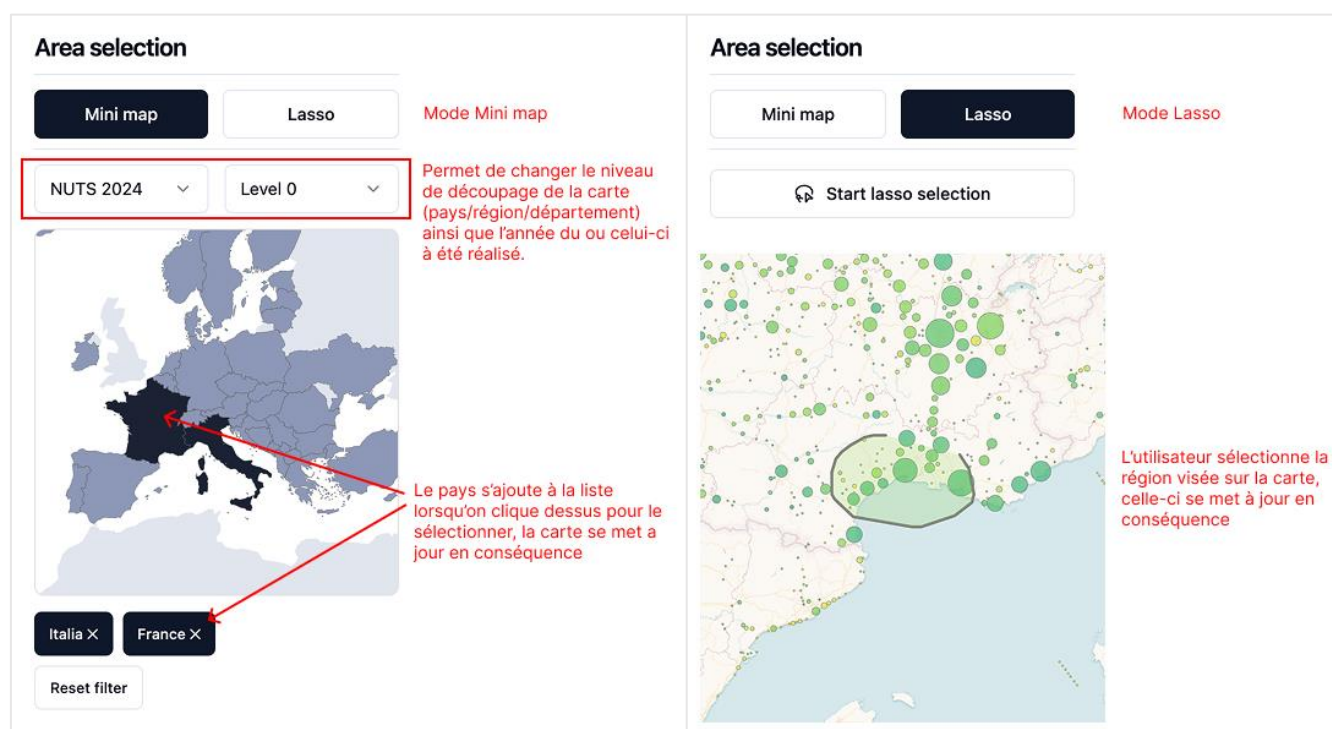 Area selection
Mini map
Lasso
Mode Mini map
NUTS 2024
Level 0
Permet de changer le niveau
de découpage de la carte
(pays/région/département)
ainsi que l'année du ou celui-ci
à été réalisé.
Le pays s'ajoute à la liste
lorsqu'on clique dessus pour le
sélectionner, la carte se met a
jour en conséquence
Italia ×
France ×
Reset filter
Area selection
Mini map
Lasso
Mode Lasso
Start lasso selection
L'utilisateur sélectionne la
région visée sur la carte,
celle-ci se met à jour en
conséquence